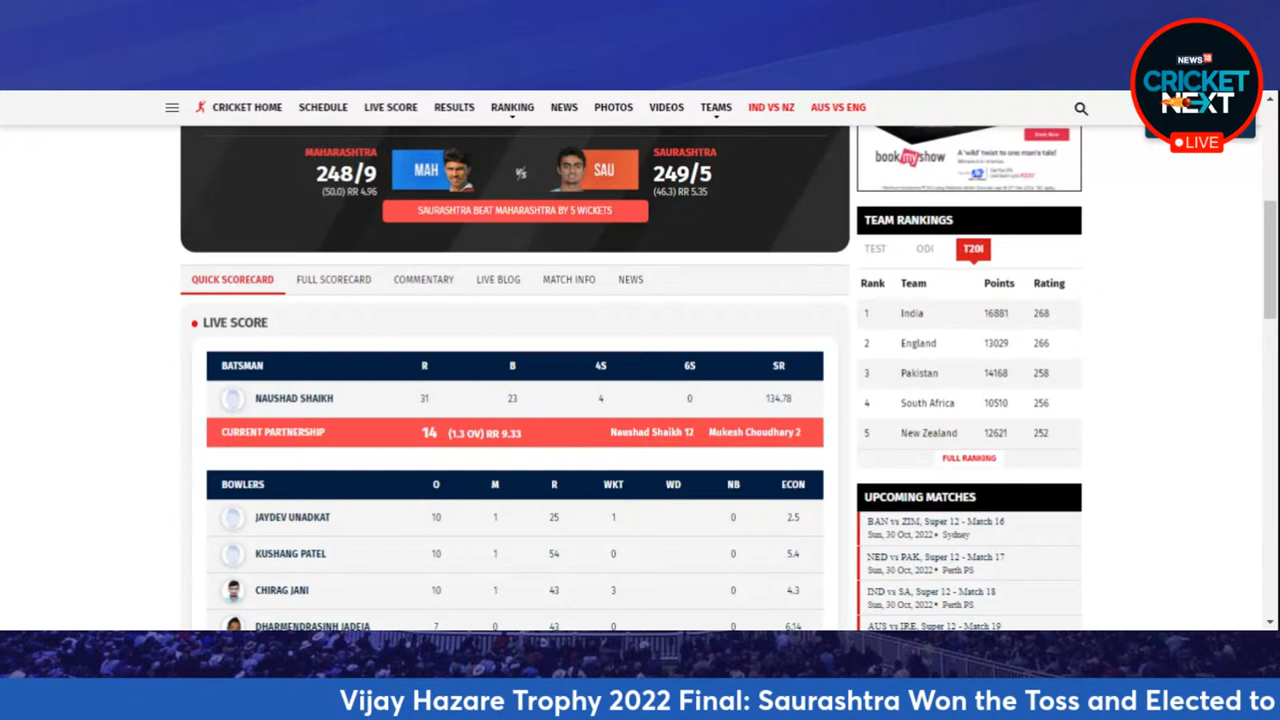 NEWS18
CRICKET
NEXT
LIVE
CRICKET HOME SCHEDULE LIVE SCORE RESULTS RANKING NEWS PHOTOS VIDEOS TEAMS IND VS NZ AUS VS ENG
MAHARASHTRA
248/9
(50.0) RR 4.96
MAH
VS
SAU
SAURASHTRA
249/5
(46.3) RR 5.35
SAURASHTRA BEAT MAHARASHTRA BY 5 WICKETS
Book Now
bookmyshow
A 'wild' twist to one man's tale!
QUICK SCORECARD FULL SCORECARD COMMENTARY LIVE BLOG MATCH INFO NEWS
LIVE SCORE
BATSMAN R B 4S 6S SR
NAUSHAD SHAIKH 31 23 4 0 134.78
CURRENT PARTNERSHIP 14 (1.3 OV) RR 9.33 Naushad Shaikh 12 Mukesh Choudhary 2
BOWLERS O M R WKT WD NB ECON
JAYDEV UNADKAT 10 1 25 1 0 2.5
KUSHANG PATEL 10 1 54 0 0 5.4
CHIRAG JANI 10 1 43 3 0 4.3
DHARMENDRASINH JADEJA 7 0 43 0 0 6.14
TEAM RANKINGS
TEST ODI T20I
Rank Team Points Rating
1 India 16881 268
2 England 13029 266
3 Pakistan 14168 258
4 South Africa 10510 256
5 New Zealand 12621 252
FULL RANKING
UPCOMING MATCHES
BAN vs ZIM, Super 12 - Match 16
Sun, 30 Oct, 2022• Sydney
NED vs PAK, Super 12 - Match 17
Sun, 30 Oct, 2022• Perth PS
IND vs SA, Super 12 - Match 18
Sun, 30 Oct, 2022• Perth PS
AUS vs IRE, Super 12 - Match 19
Vijay Hazare Trophy 2022 Final: Saurashtra Won the Toss and Elected to